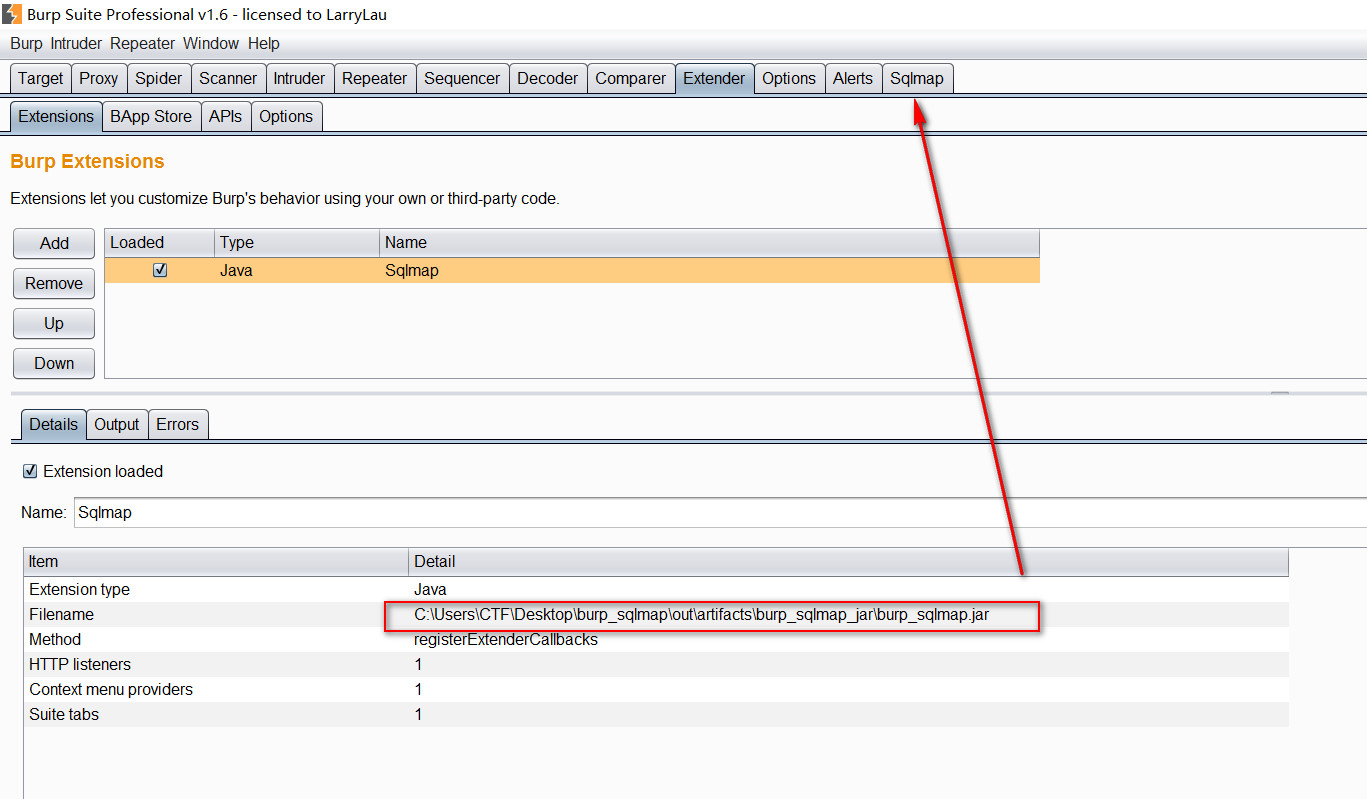 Burp Suite Professional v1.6 - licensed to LarryLau
Burp Intruder Repeater Window Help
Target Proxy Spider Scanner Intruder Repeater Sequencer Decoder Comparer Extender Options Alerts Sqlmap
Extensions BApp Store APIs Options
Burp Extensions
Extensions let you customize Burp's behavior using your own or third-party code.
Add Loaded Type Name
Java Sqlmap
Remove
Up
Down
Details Output Errors
Extension loaded
Name: Sqlmap
Item Detail
Extension type Java
Filename C:\Users\CTF\Desktop\burp_sqlmap\out\artifacts\burp_sqlmap_jar\burp_sqlmap.jar
Method registerExtenderCallbacks
HTTP listeners 1
Context menu providers 1
Suite tabs 1